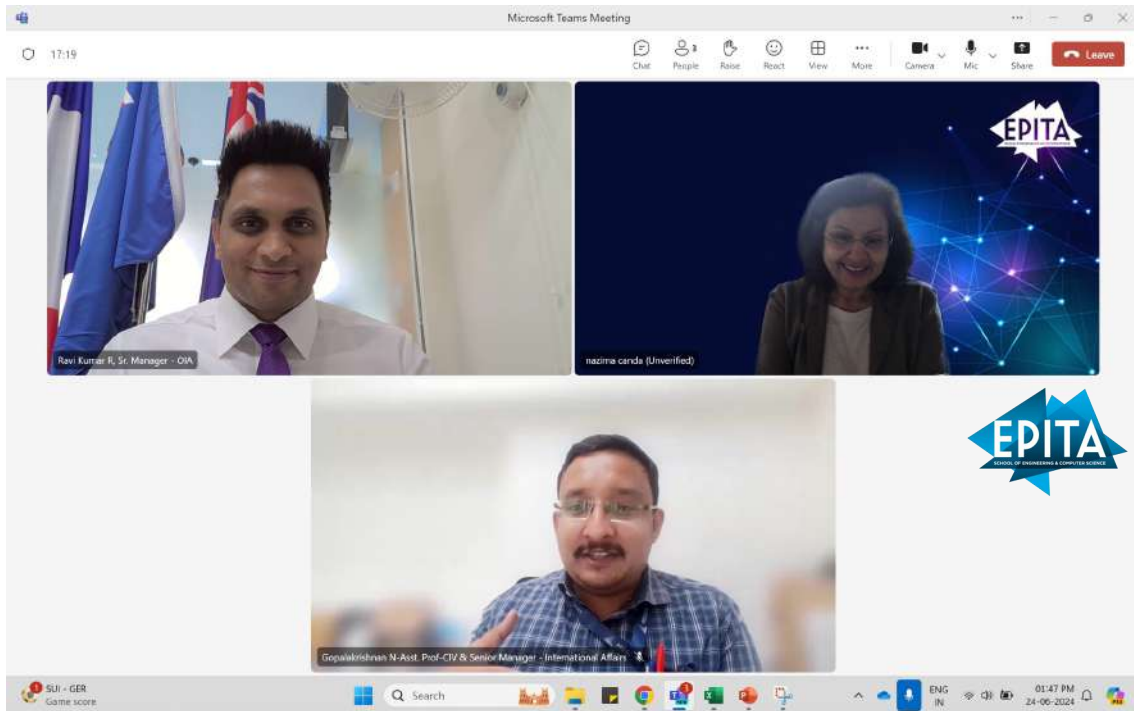 Microsoft Teams Meeting
17:19
Chat
People
3
Raise
React
View
More
Camera
Mic
Share
Leave
EPITA
Ravi Kumar R, Sr. Manager - OIA
nazima canda (Unverified)
EPITA
SCHOOL OF ENGINEERING & COMPUTER SCIENCE
Gopalakrishnan N-Asst. Prof-CIV & Senior Manager - International Affairs
1
SUI - GER
Game score
Search
ENG
IN
01:47 PM
24-06-2024